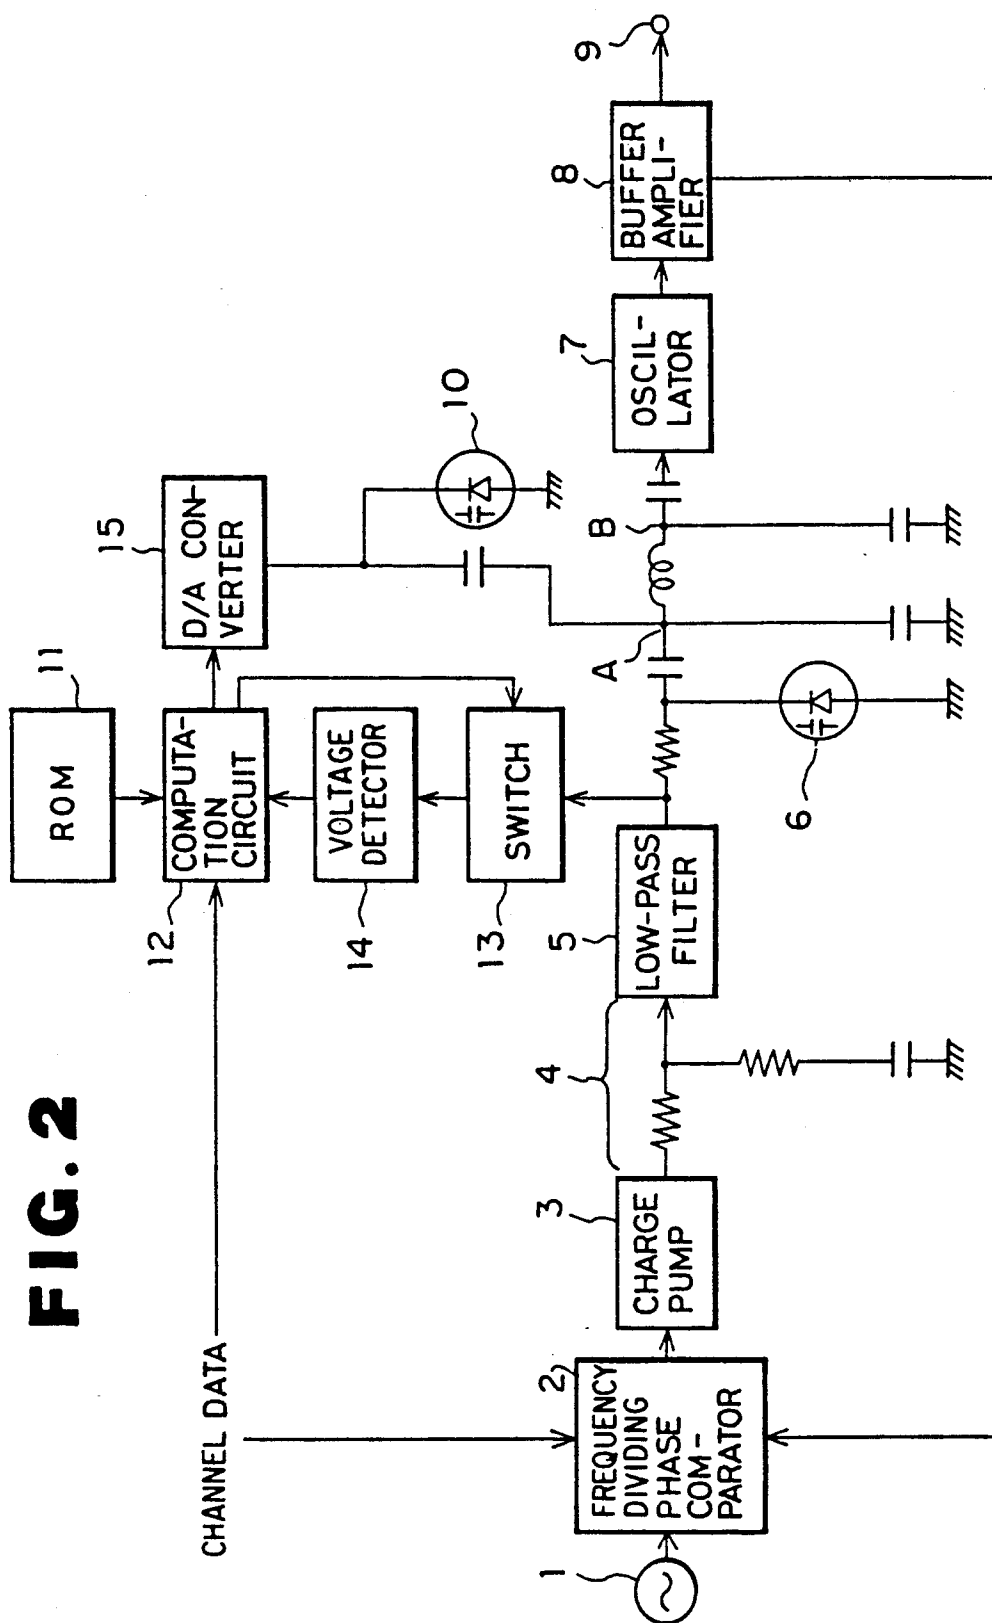 FIG. 2
CHANNEL DATA
11
ROM
12
COMPUTA-
TION
CIRCUIT
15
D/A CON-
VERTER
14
VOLTAGE
DETECTOR
13
SWITCH
10
1
2
FREQUENCY
DIVIDING
PHASE
COM-
PARATOR
3
CHARGE
PUMP
4
5
LOW-PASS
FILTER
6
A
B
7
OSCIL-
LATOR
8
BUFFER
AMPLI-
FIER
9